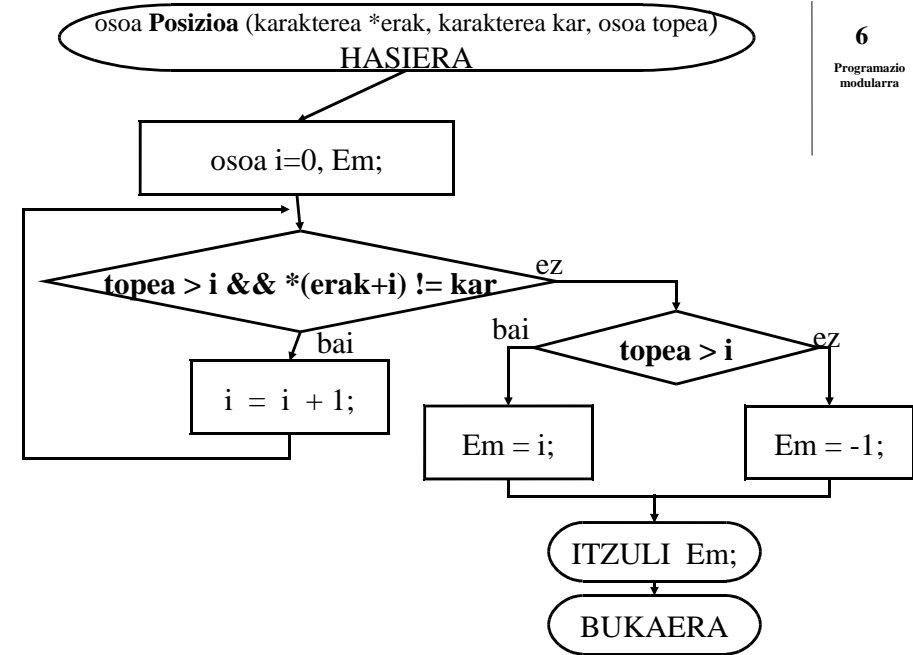 osoa Posizioa (karakterea *erak, karakterea kar, osoa topea)
HASIERA
6
Programazio
modularra
osoa i=0, Em;
topea > i && *(erak+i) != kar
ez
bai
i = i + 1;
bai
topea > i
ez
Em = i;
Em = -1;
ITZULI Em;
BUKAERA